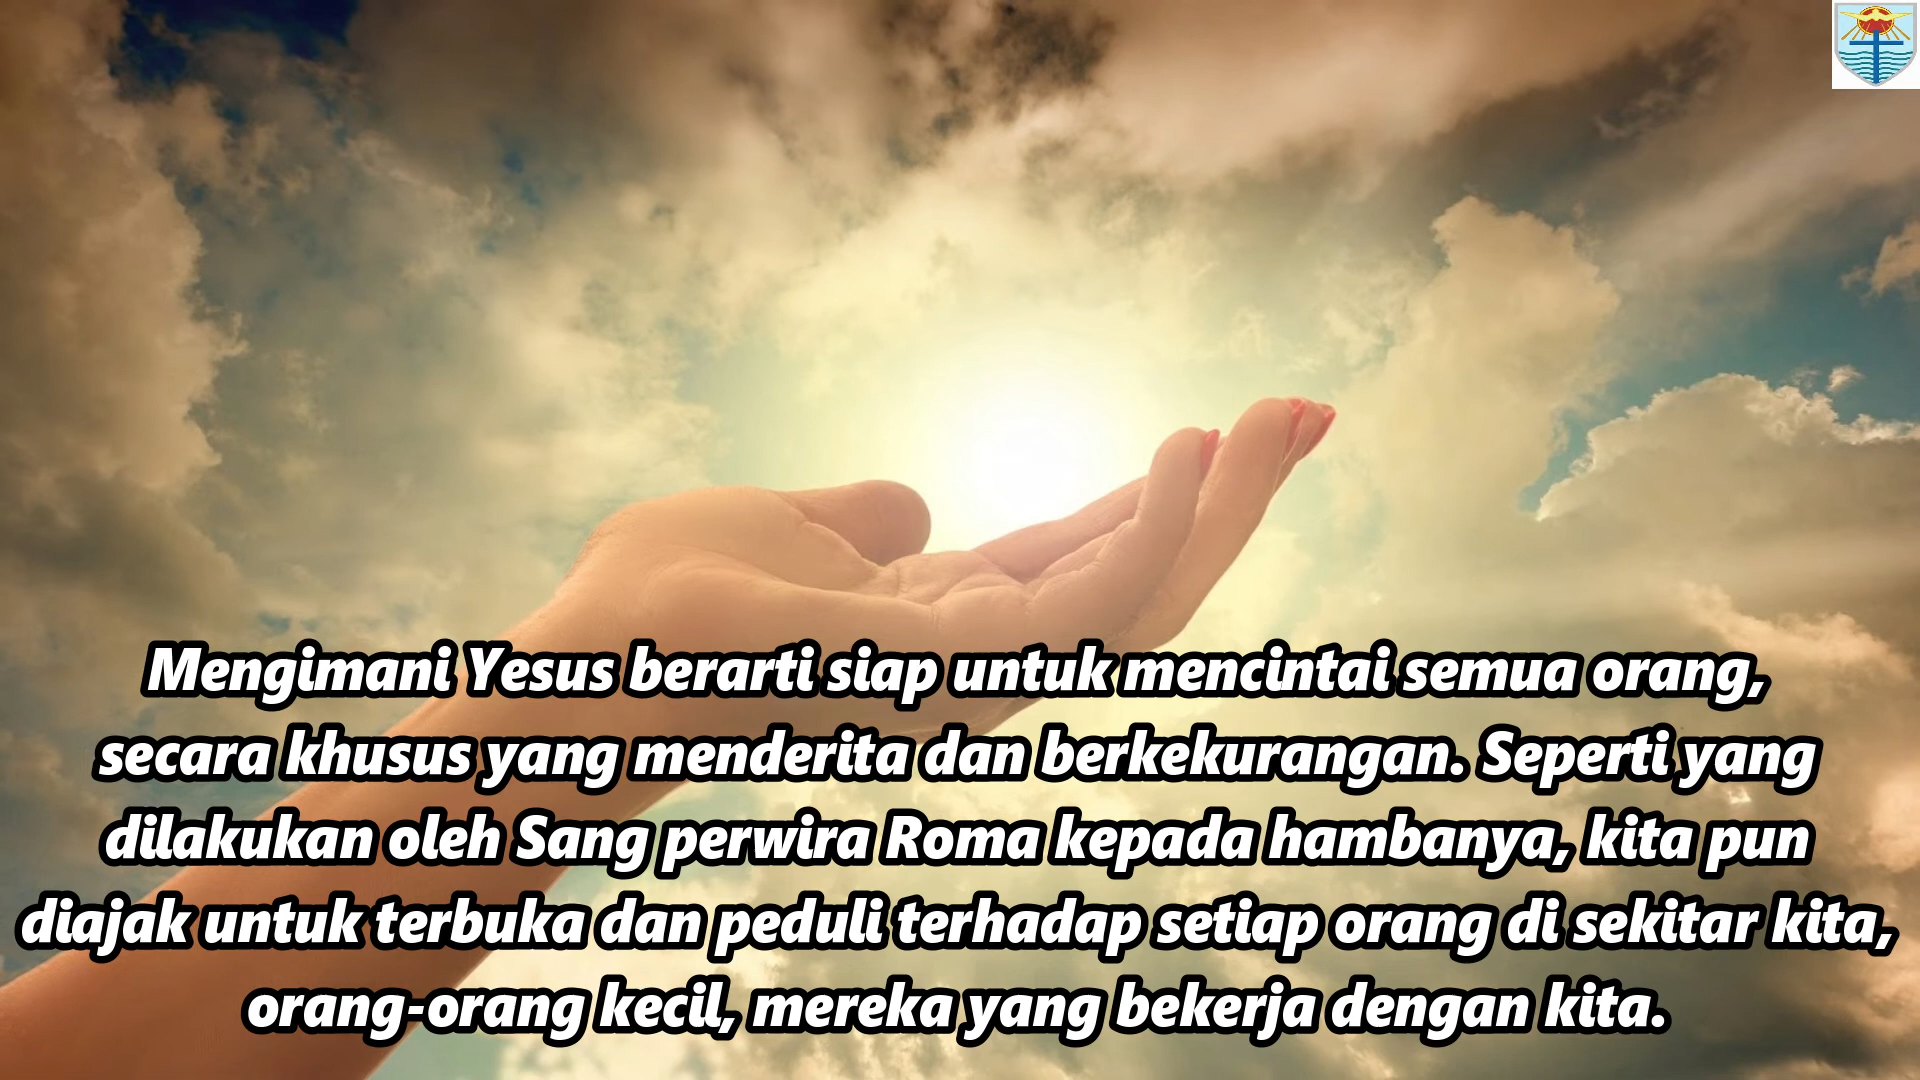 Mengimani Yesus berarti siap untuk mencintai semua orang,
secara khusus yang menderita dan berkekurangan. Seperti yang
dilakukan oleh Sang perwira Roma kepada hambanya, kita pun
diajak untuk terbuka dan peduli terhadap setiap orang di sekitar kita,
orang-orang kecil, mereka yang bekerja dengan kita.